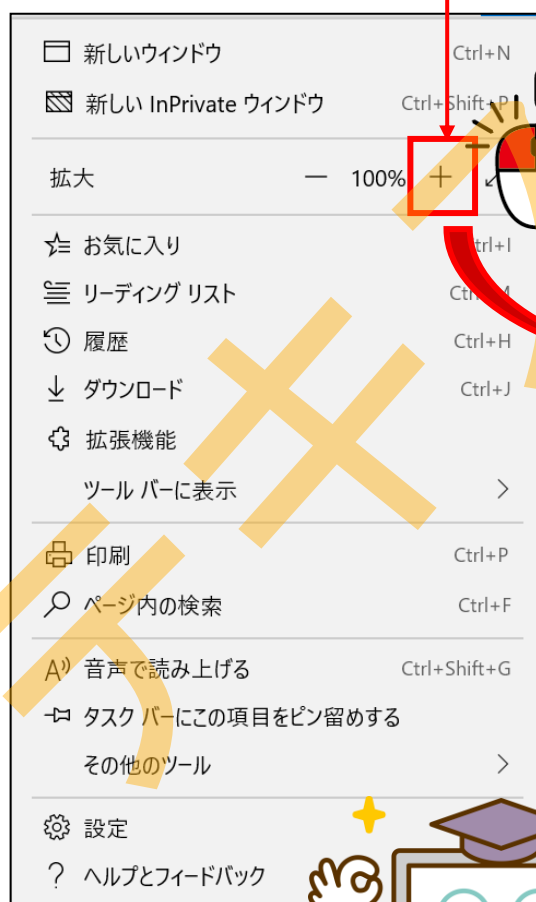 新しいウィンドウ Ctrl+N
新しい InPrivate ウィンドウ Ctrl+Shift+P
拡大 — 100% +
お気に入り Ctrl+I
リーディング リスト Ctrl+M
履歴 Ctrl+H
ダウンロード Ctrl+J
拡張機能
ツール バーに表示 >
印刷 Ctrl+P
ページ内の検索 Ctrl+F
音声で読み上げる Ctrl+Shift+G
タスク バーにこの項目をピン留めする
その他のツール >
設定
? ヘルプとフィードバック